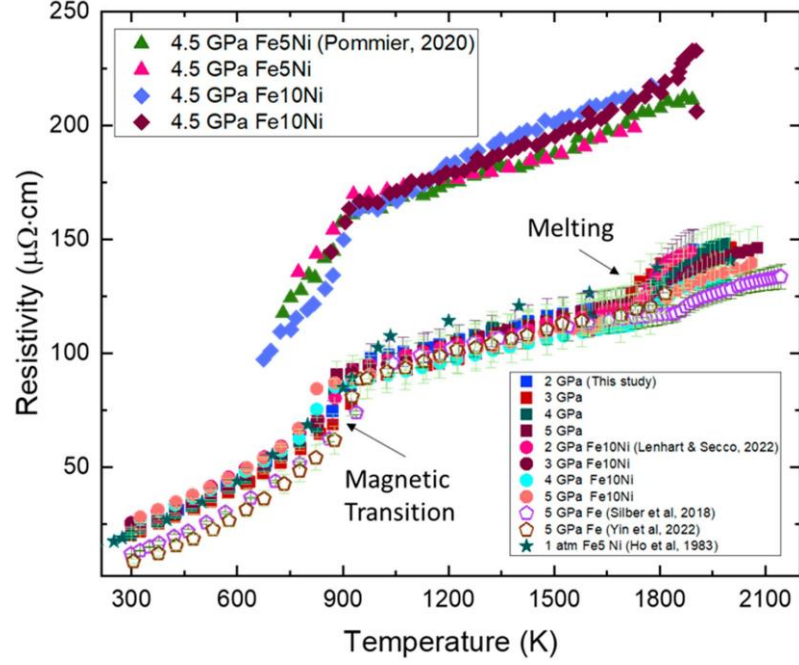 250
200
150
100
50
300
600
900
1200
1500
1800
2100
Resistivity (μΩ·cm)
Temperature (K)
4.5 GPa Fe5Ni (Pommier, 2020)
4.5 GPa Fe5Ni
4.5 GPa Fe10Ni
4.5 GPa Fe10Ni
Melting
Magnetic
Transition
2 GPa (This study)
3 GPa
4 GPa
5 GPa
2 GPa Fe10Ni (Lenhart & Secco, 2022)
3 GPa Fe10Ni
4 GPa Fe10Ni
5 GPa Fe10Ni
5 GPa Fe (Silber et al, 2018)
5 GPa Fe (Yin et al, 2022)
1 atm Fe5 Ni (Ho et al, 1983)